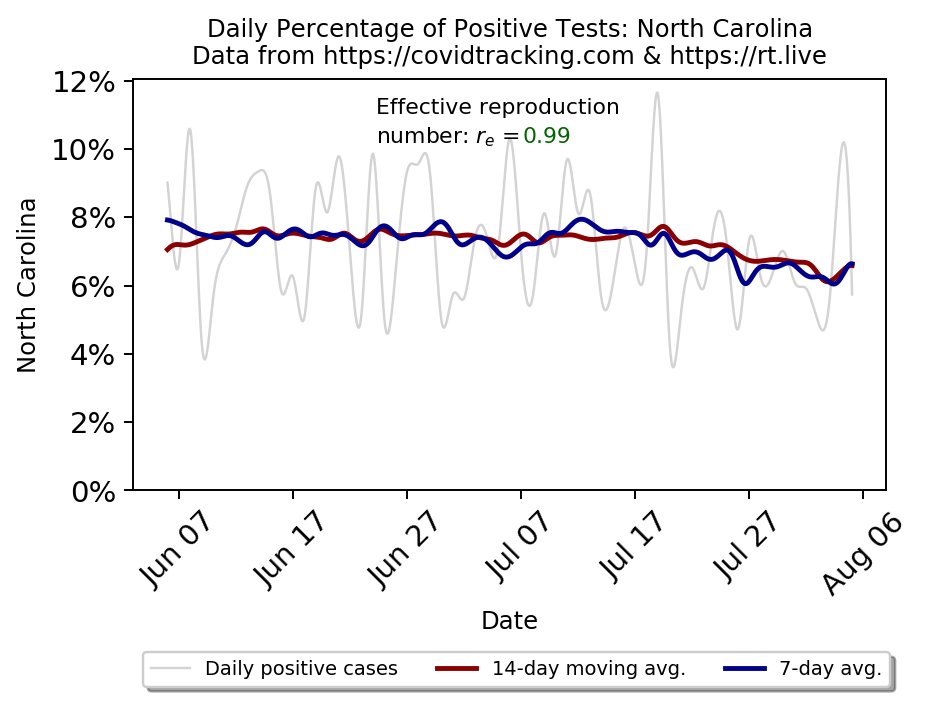 Daily Percentage of Positive Tests: North Carolina
Data from https://covidtracking.com & https://rt.live
12%
10%
8%
6%
4%
2%
0%
North Carolina
Effective reproduction
number: rₑ =0.99
Jun 07
Jun 17
Jun 27
Jul 07
Jul 17
Jul 27
Aug 06
Date
Daily positive cases
14-day moving avg.
7-day avg.